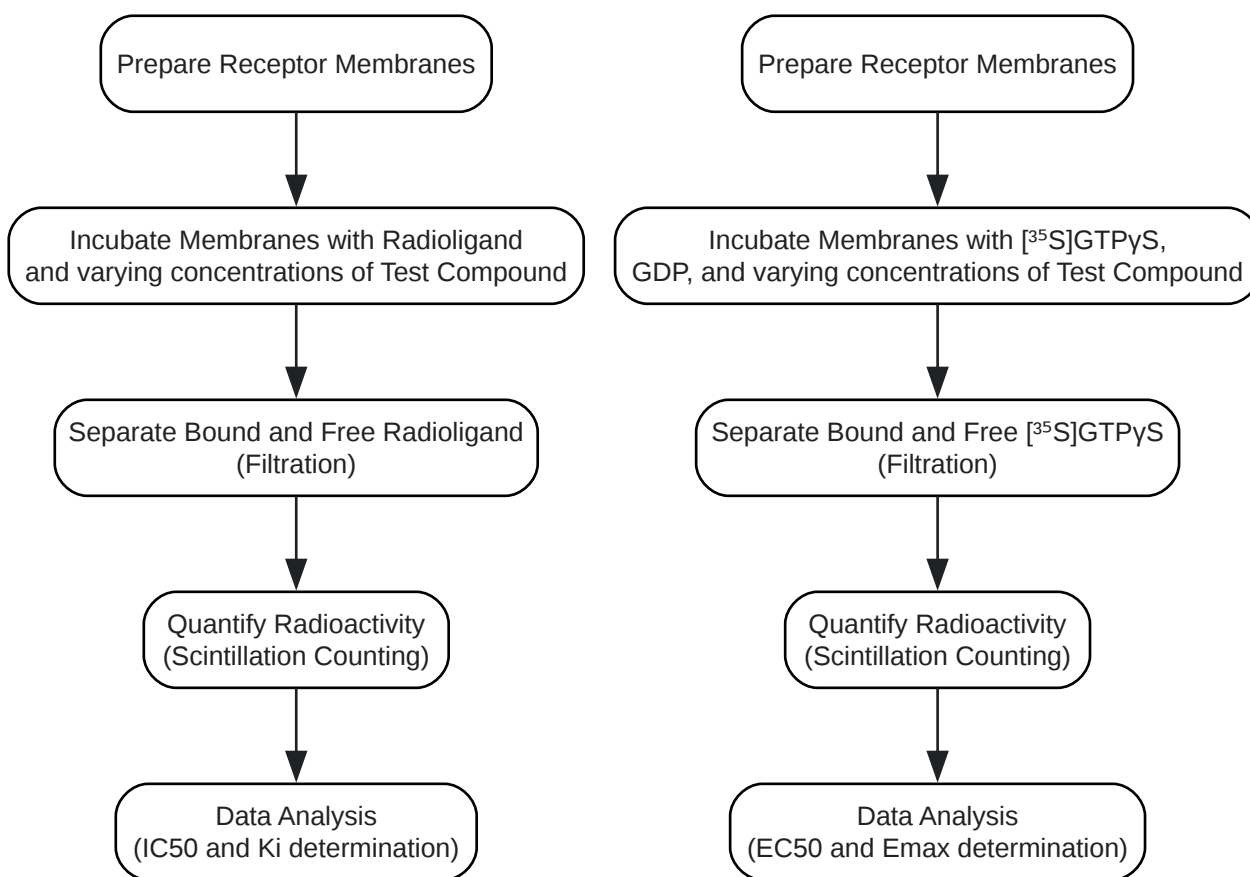 Prepare Receptor Membranes
Incubate Membranes with Radioligand
and varying concentrations of Test Compound
Separate Bound and Free Radioligand
(Filtration)
Quantify Radioactivity
(Scintillation Counting)
Data Analysis
(IC50 and Ki determination)
Prepare Receptor Membranes
Incubate Membranes with [³⁵S]GTPγS,
GDP, and varying concentrations of Test Compound
Separate Bound and Free [³⁵S]GTPγS
(Filtration)
Quantify Radioactivity
(Scintillation Counting)
Data Analysis
(EC50 and Emax determination)